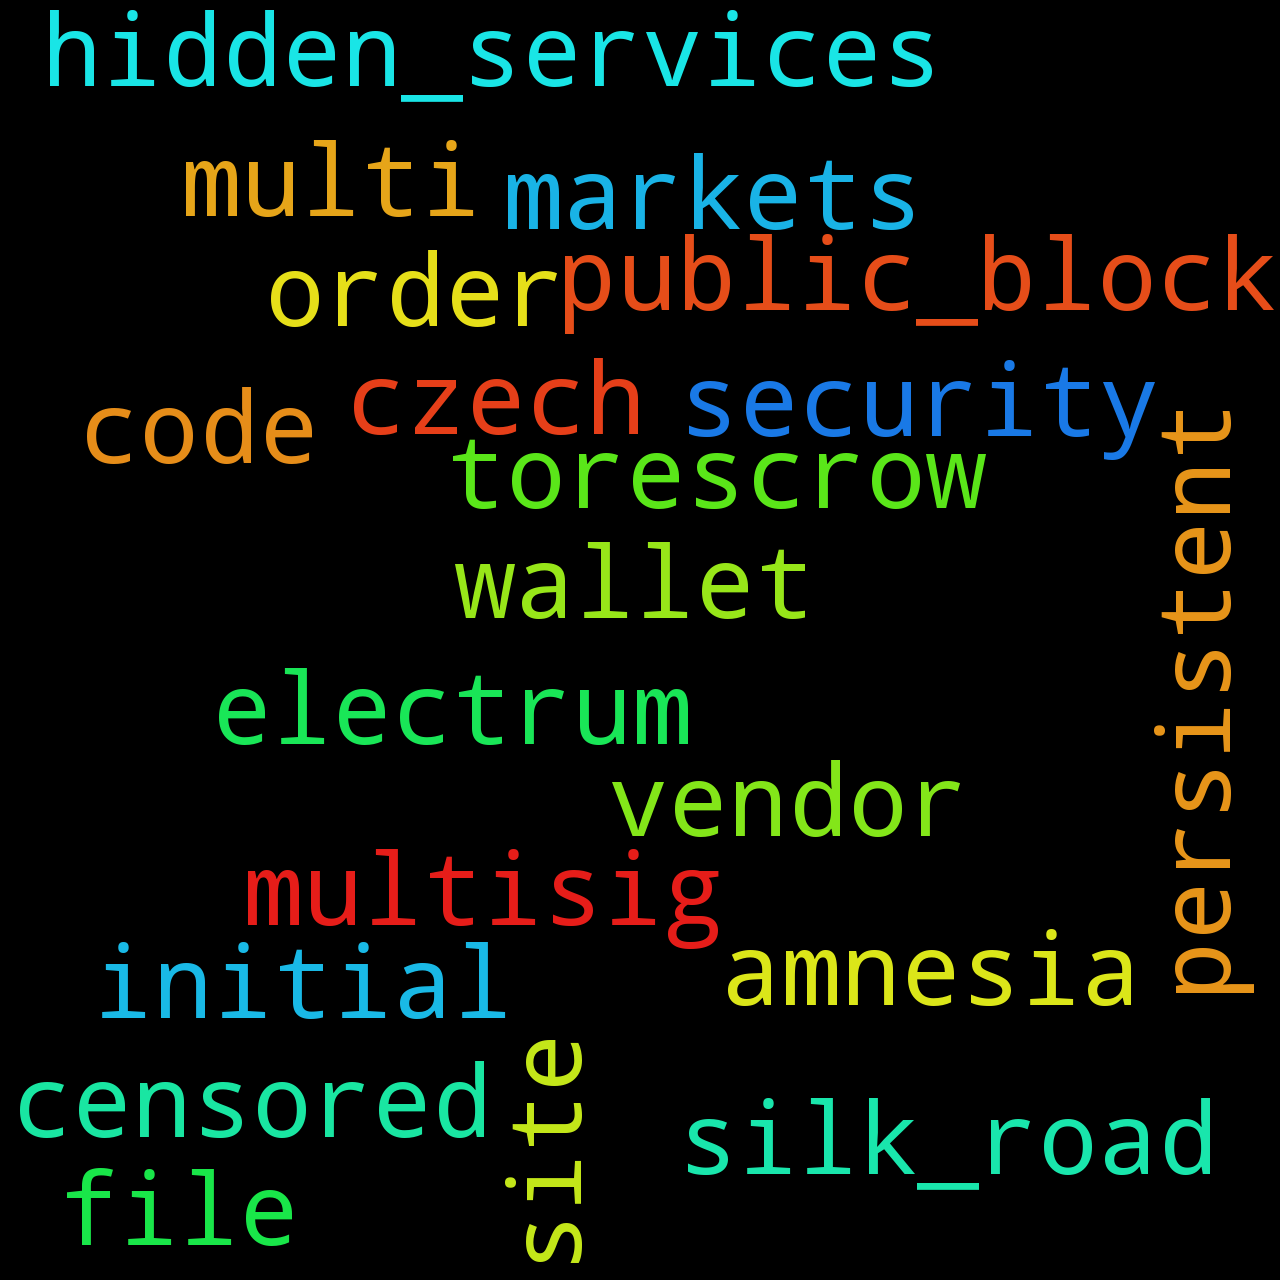 hidden_services
multi
markets
order
public_block
czech
security
code
torescrow
persistent
wallet
electrum
vendor
multisig
initial
amnesia
censored
site
silk_road
file